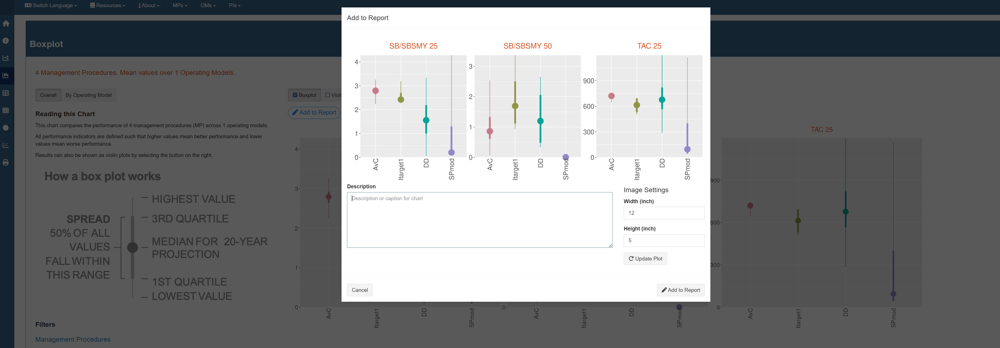 Switch Language Resources About MPs OMs PIs
Boxplot
4 Management Procedures. Mean values over 1 Operating Models.
Overall By Operating Model
Reading this Chart
This chart compares the performance of 4 management procedures (MP) across 1 operating models.
All performance indicators are defined such that higher values mean better performance and lower
values mean worse performance.
Results can also be shown as violin plots by selecting the button on the right.
How a box plot works
HIGHEST VALUE
3RD QUARTILE
SPREAD
50% OF ALL
VALUES
FALL WITHIN
THIS RANGE
MEDIAN FOR 20-YEAR
PROJECTION
1ST QUARTILE
LOWEST VALUE
Filters
Management Procedures
Boxplot
Add to Report
4
3
2
1
0
AvC
Itarget1
DD
SPmod
0
AvC
Itarget1
DD
SPmod
TAC 25
900
600
300
0
AvC
Itarget1
DD
SPmod
Add to Report
SB/SBSMY 25
4
3
2
1
0
AvC
Itarget1
DD
SPmod
SB/SBSMY 50
3
2
1
0
AvC
Itarget1
DD
SPmod
TAC 25
900
600
300
0
AvC
Itarget1
DD
SPmod
Description
Description or caption for chart
Image Settings
Width (inch)
12
Height (inch)
5
Update Plot
Cancel
Add to Report